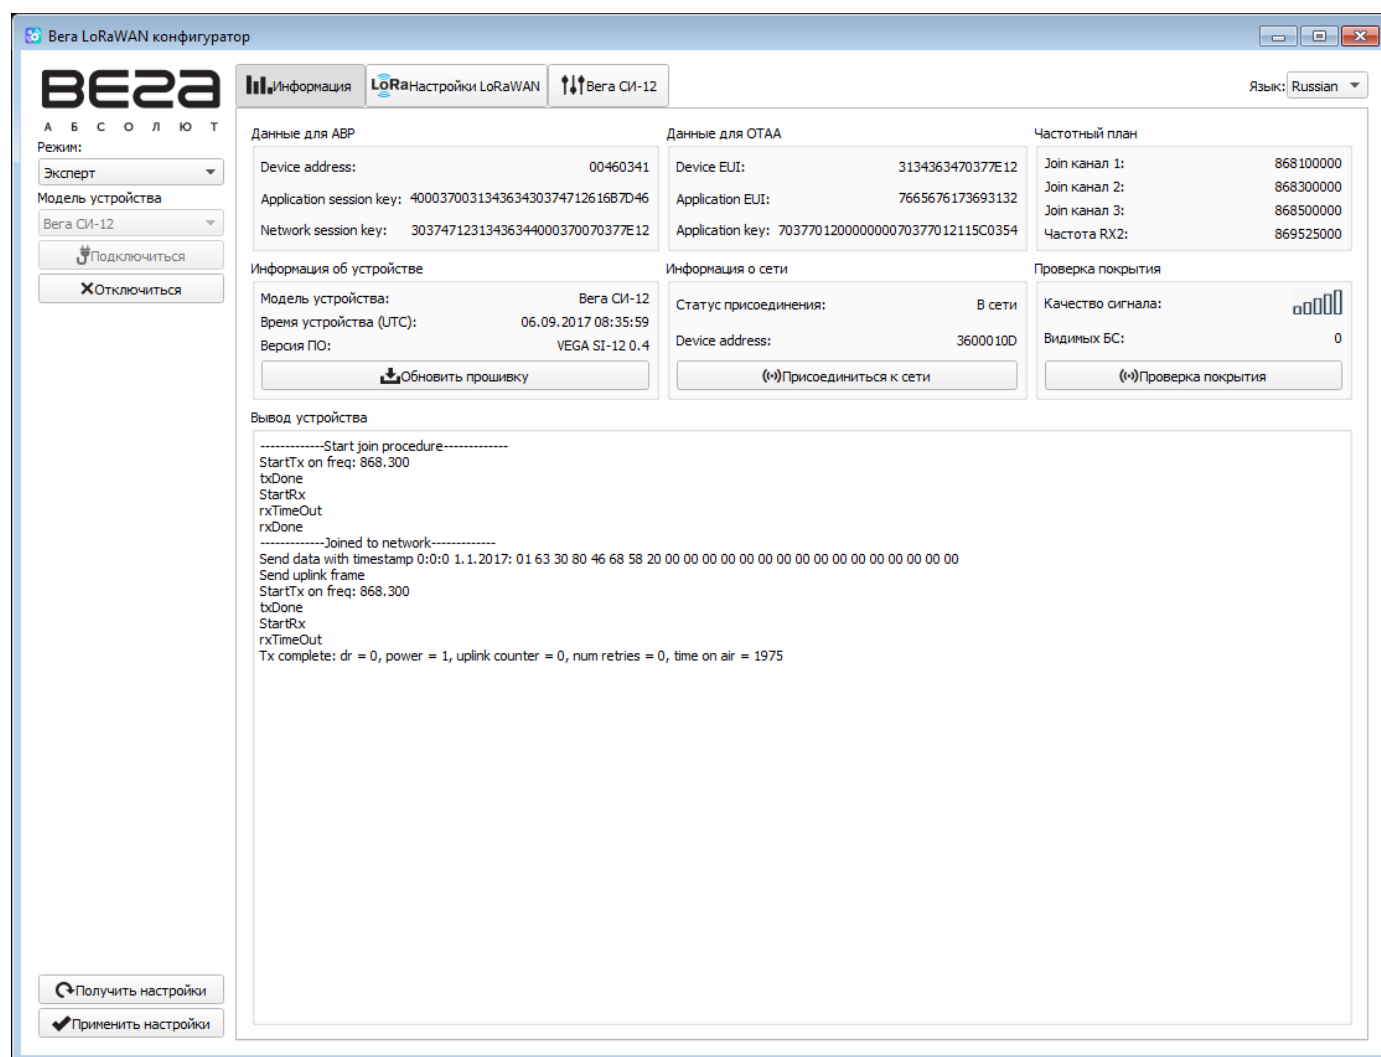 Вега LoRaWAN конфигуратор
ВЕГА
АБСОЛЮТ
Режим:
Эксперт
Модель устройства
Вега СИ-12
Подключиться
Отключиться
Получить настройки
Применить настройки
Информация
LoRa Настройки LoRaWAN
Вега СИ-12
Язык: Russian
Данные для ABP
Device address: 00460341
Application session key: 400037003134363430374712616B7D46
Network session key: 30374712313436344000370070377E12
Данные для OTAA
Device EUI: 3134363470377E12
Application EUI: 7665676173693132
Application key: 70377012000000007037701 2115C0354
Частотный план
Join канал 1: 868100000
Join канал 2: 868300000
Join канал 3: 868500000
Частота RX2: 869525000
Информация об устройстве
Модель устройства: Вега СИ-12
Время устройства (UTC): 06.09.2017 08:35:59
Версия ПО: VEGA SI-12 0.4
Обновить прошивку
Информация о сети
Статус присоединения: В сети
Device address: 3600010D
Присоединиться к сети
Проверка покрытия
Качество сигнала:
Видимых БС: 0
Проверка покрытия
Вывод устройства
-------------Start join procedure-------------
StartTx on freq: 868.300
txDone
StartRx
rxTimeOut
rxDone
-------------Joined to network-------------
Send data with timestamp 0:0:0 1.1.2017: 01 63 30 80 46 68 58 20 00 00 00 00 00 00 00 00 00 00 00 00 00 00 00 00
Send uplink frame
StartTx on freq: 868.300
txDone
StartRx
rxTimeOut
Tx complete: dr = 0, power = 1, uplink counter = 0, num retries = 0, time on air = 1975